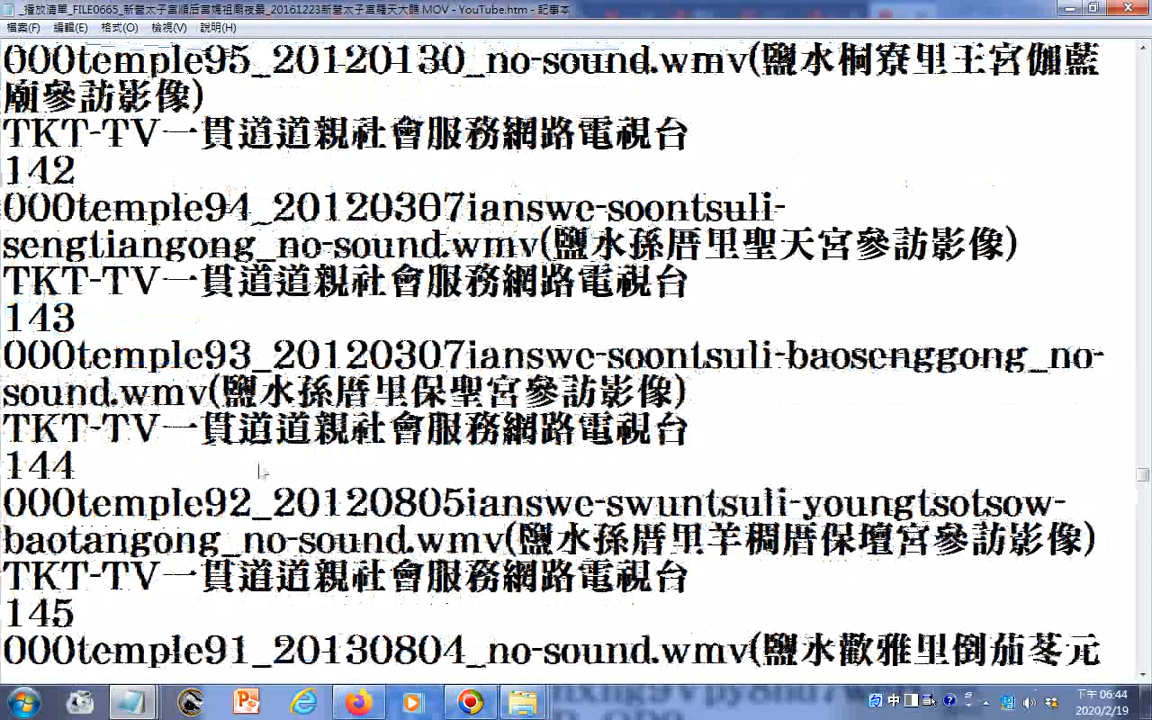 _播放清單_FILE0665_新營太子宮順后宮媽祖廟夜景_20161223新營太子宮羅天大醮.MOV - YouTube.htm - 記事本
檔案(F) 編輯(E) 格式(O) 檢視(V) 說明(H)
000temple95_20120130_no-sound.wmv(鹽水桐寮里王宮伽藍
廟參訪影像)
TKT-TV一貫道道親社會服務網路電視台
142
000temple94_20120307ianswe-soontsuli-
sengtiangong_no-sound.wmv(鹽水孫厝里聖天宮參訪影像)
TKT-TV一貫道道親社會服務網路電視台
143
000temple93_20120307ianswe-soontsuli-baosenggong_no-
sound.wmv(鹽水孫厝里保聖宮參訪影像)
TKT-TV一貫道道親社會服務網路電視台
144
000temple92_20120805ianswe-swuntsuli-youngtsotsow-
baotangong_no-sound.wmv(鹽水孫厝里羊稠厝保壇宮參訪影像)
TKT-TV一貫道道親社會服務網路電視台
145
000temple91_20130804_no-sound.wmv(鹽水歡雅里倒茄苳元
中
下午 06:44
2020/2/19